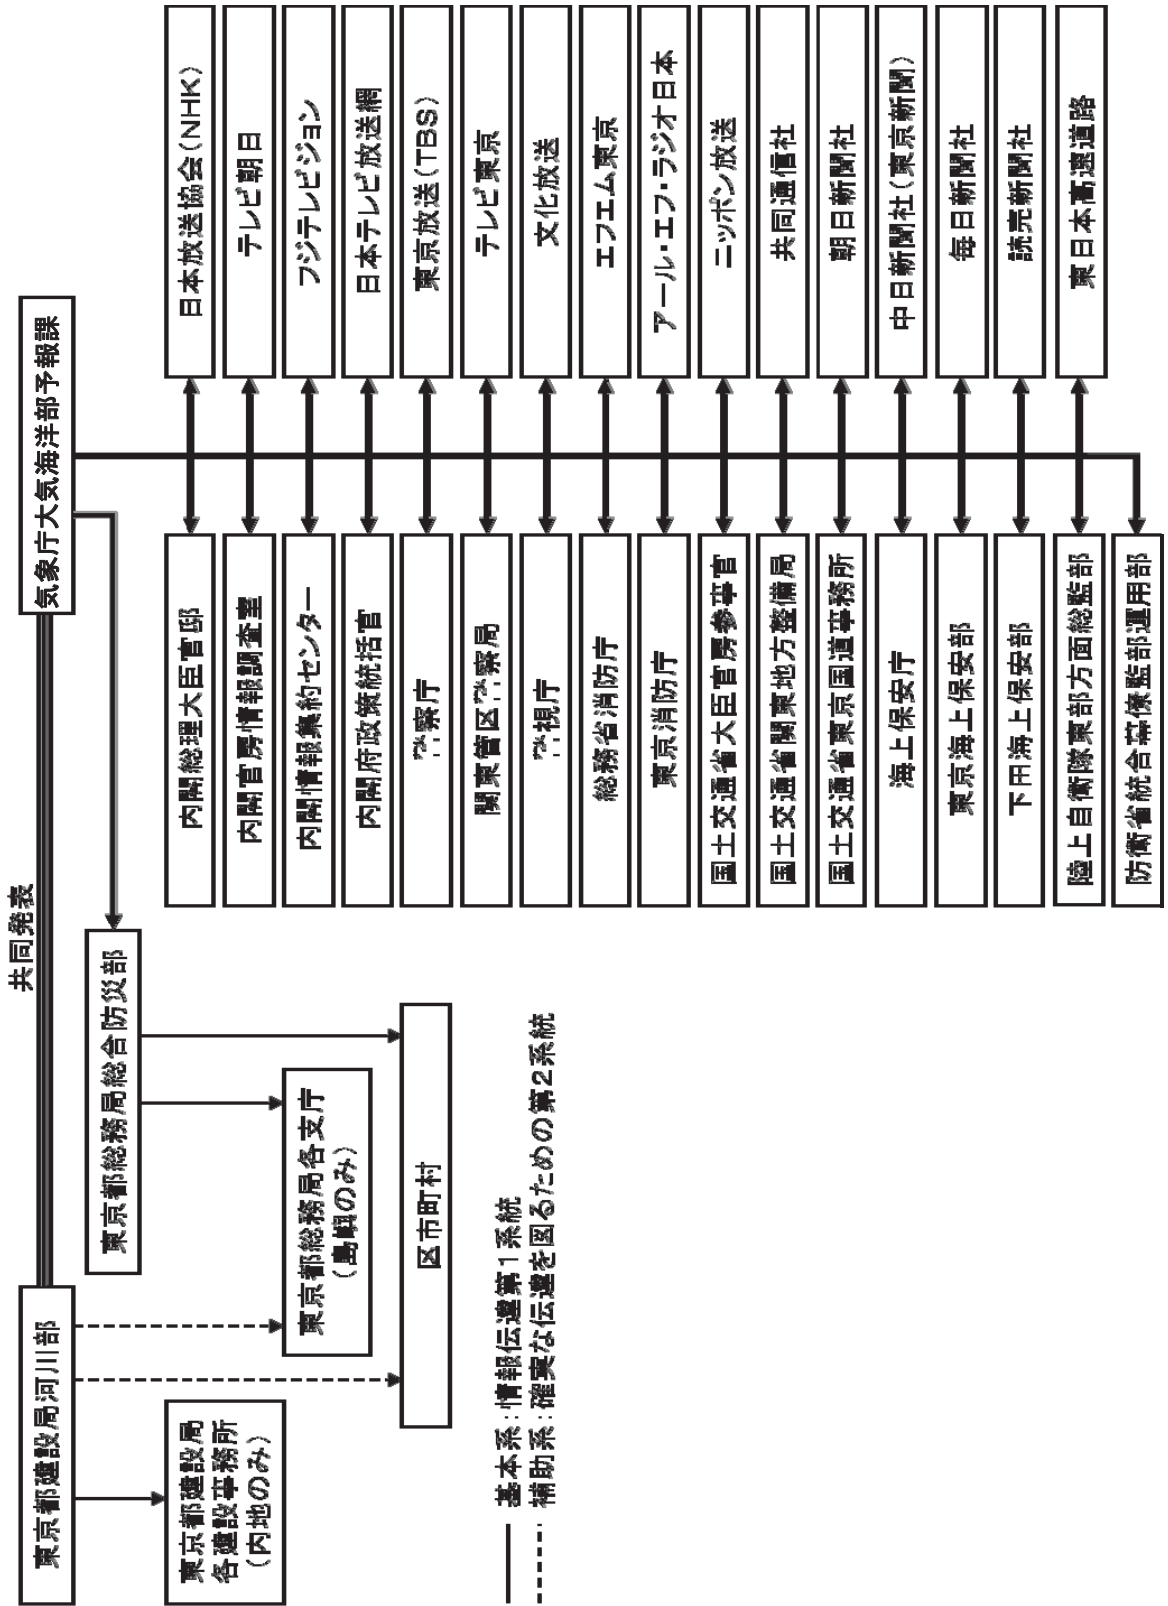 共同発表
東京都建設局河川部
気象庁大気海洋部予報課
東京都総務局総合防災部
東京都建設局
各建設事務所
(内地のみ)
東京都総務局各支庁
(島嶼のみ)
区市町村
内閣総理大臣官邸
内閣官房情報調査室
内閣情報集約センター
内閣府政策統括官
警察庁
関東管区警察局
警視庁
総務省消防庁
東京消防庁
国土交通省大臣官房参事官
国土交通省関東地方整備局
国土交通省東京国道事務所
海上保安庁
東京海上保安部
下田海上保安部
陸上自衛隊東部方面総監部
防衛省統合幕僚監部運用部
日本放送協会(NHK)
テレビ朝日
フジテレビジョン
日本テレビ放送網
東京放送(TBS)
テレビ東京
文化放送
エフエム東京
アール・エフ・ラジオ日本
ニッポン放送
共同通信社
朝日新聞社
中日新聞社(東京新聞)
毎日新聞社
読売新聞社
東日本高速道路
基本系:情報伝達第1系統
補助系:確実な伝達を図るための第2系統